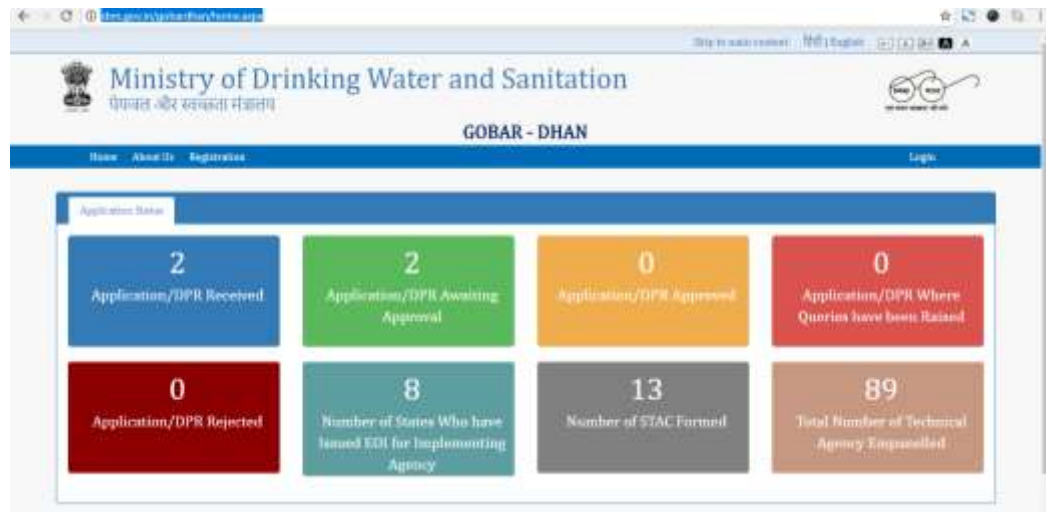 Skip to main content हिंदी | English A
Ministry of Drinking Water and Sanitation
पेयजल और स्वच्छता मंत्रालय
GOBAR - DHAN
Home About Us Registration Login
Application Status
2
Application/DPR Received
2
Application/DPR Awaiting
Approval
0
Application/DPR Approved
0
Application/DPR Where
Queries have been Raised
0
Application/DPR Rejected
8
Number of States Who have
Issued EOI for Implementing
Agency
13
Number of STAC Formed
89
Total Number of Technical
Agency Empanelled